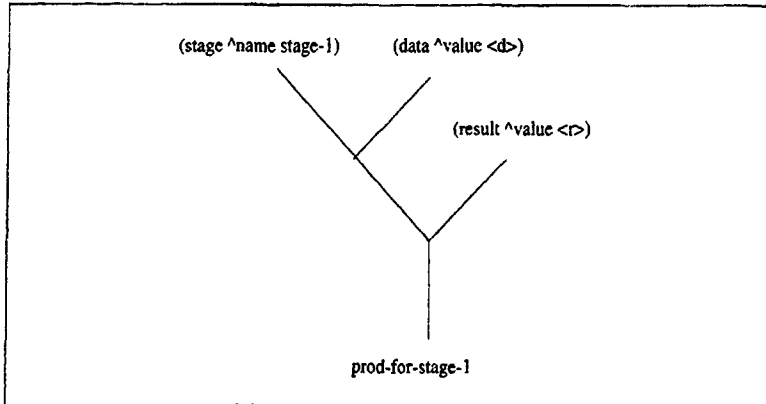 (stage ^name stage-1) (data ^value <d>)
(result ^value <r>)
prod-for-stage-1